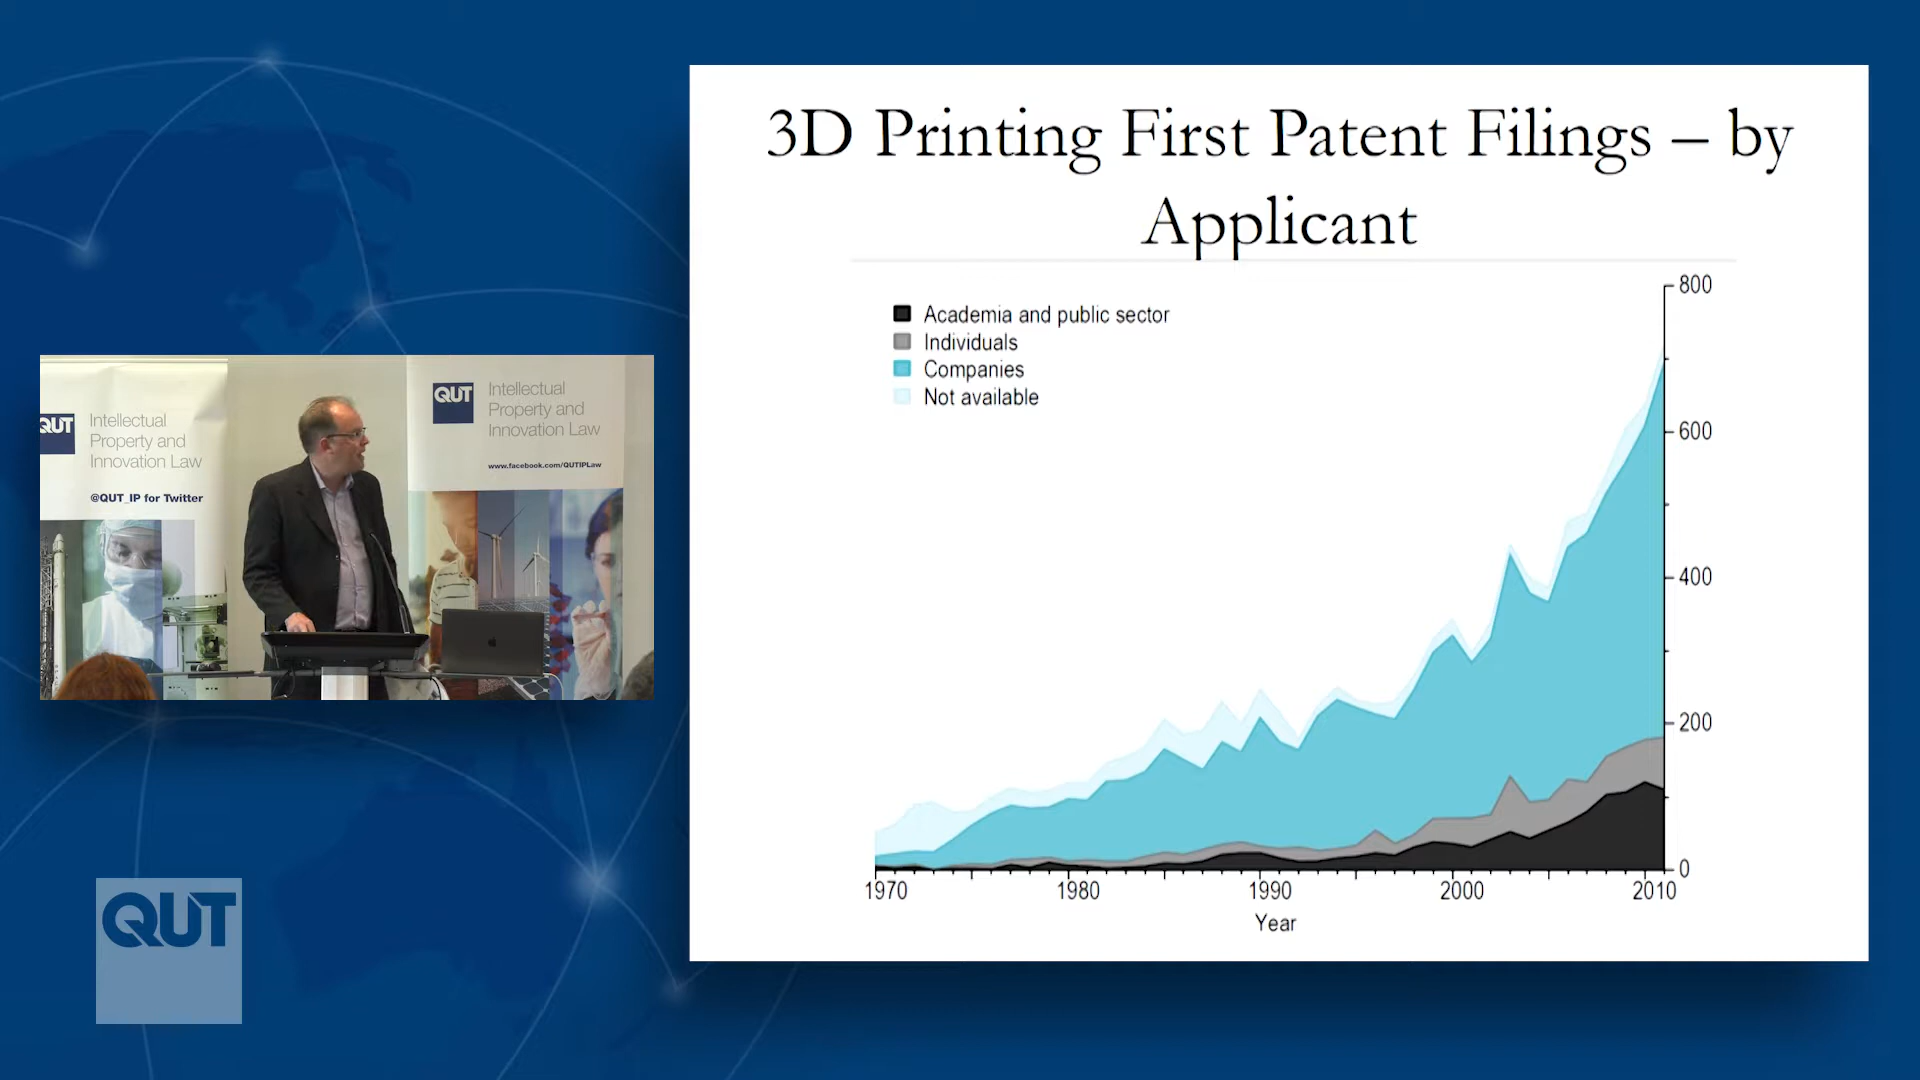 3D Printing First Patent Filings – by
Applicant
Academia and public sector
Individuals
Companies
Not available
800
600
400
200
0
1970
1980
1990
2000
2010
Year
QUT
Intellectual
Property and
Innovation Law
@QUT_IP for Twitter
QUT
Intellectual
Property and
Innovation Law
www.facebook.com/QUTIPLaw
QUT